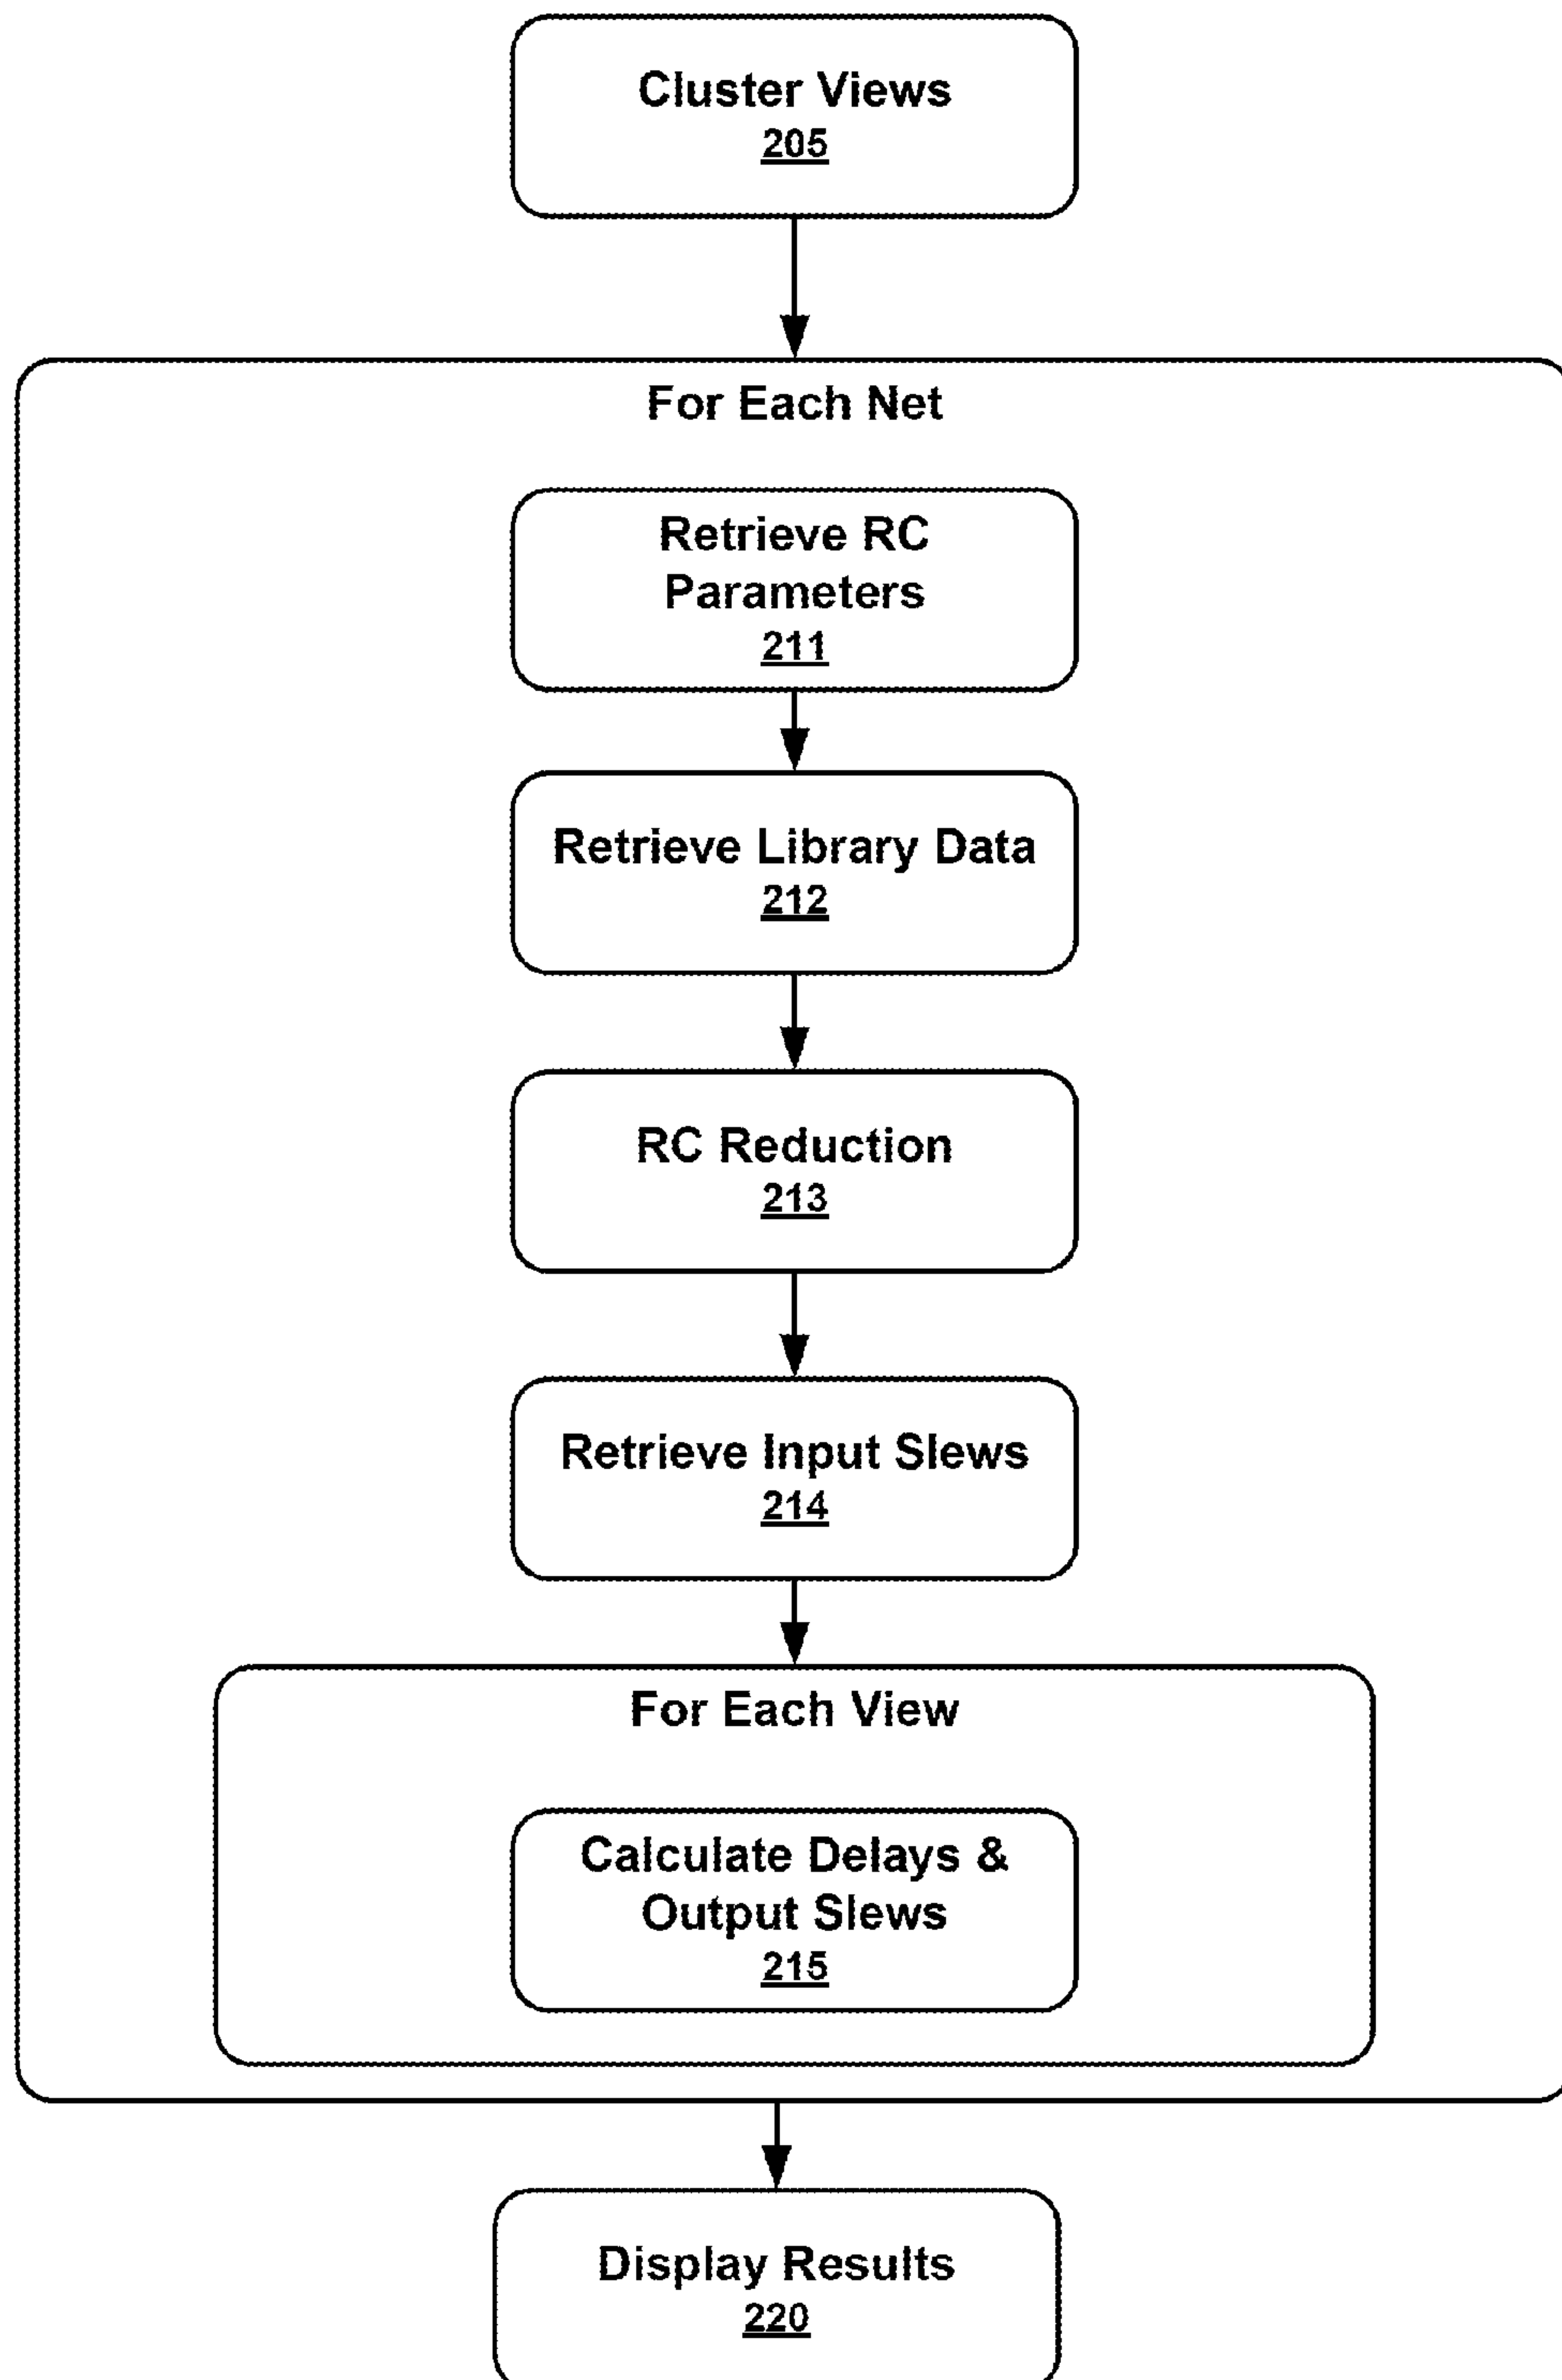 Cluster Views
205
For Each Net
Retrieve RC
Parameters
211
Retrieve Library Data
212
RC Reduction
213
Retrieve Input Slews
214
For Each View
Calculate Delays &
Output Slews
215
Display Results
220